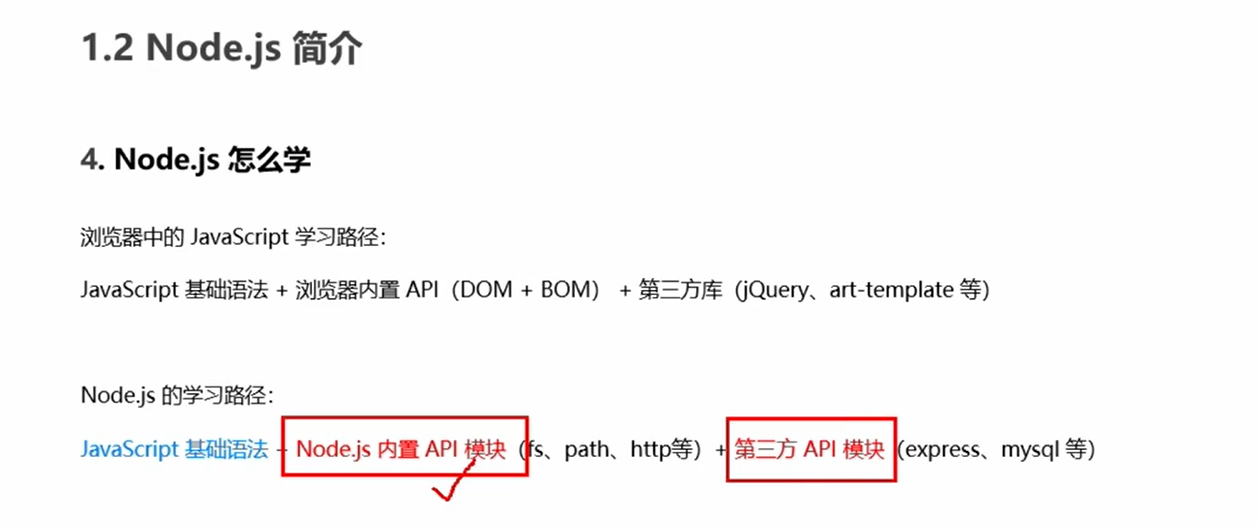 1.2 Node.js 简介
4. Node.js 怎么学
浏览器中的 JavaScript 学习路径：
JavaScript 基础语法 + 浏览器内置 API（DOM + BOM） + 第三方库（jQuery、art-template 等）
Node.js 的学习路径：
JavaScript 基础语法 + Node.js 内置 API 模块（fs、path、http等）+ 第三方 API 模块（express、mysql 等）